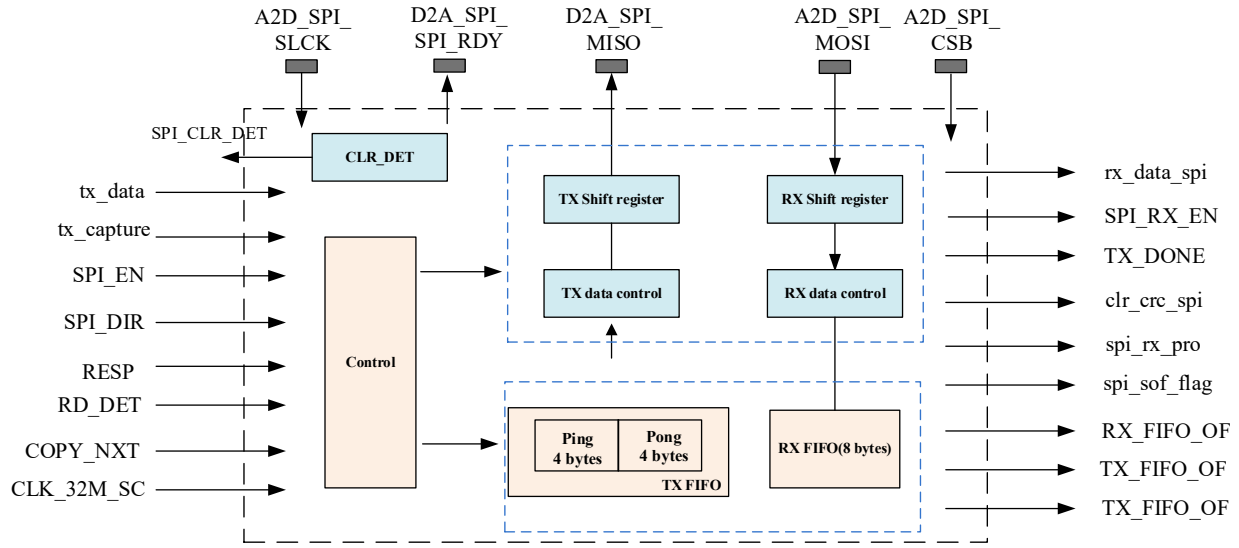 A2D_SPI_
SLCK
D2A_SPI_
SPI_RDY
D2A_SPI_
MISO
A2D_SPI_
MOSI
A2D_SPI_
CSB
SPI_CLR_DET
CLR_DET
tx_data
tx_capture
SPI_EN
SPI_DIR
RESP
RD_DET
COPY_NXT
CLK_32M_SC
Control
TX Shift register
RX Shift register
TX data control
RX data control
Ping
4 bytes
Pong
4 bytes
TX FIFO
RX FIFO(8 bytes)
rx_data_spi
SPI_RX_EN
TX_DONE
clr_crc_spi
spi_rx_pro
spi_sof_flag
RX_FIFO_OF
TX_FIFO_OF
TX_FIFO_OF